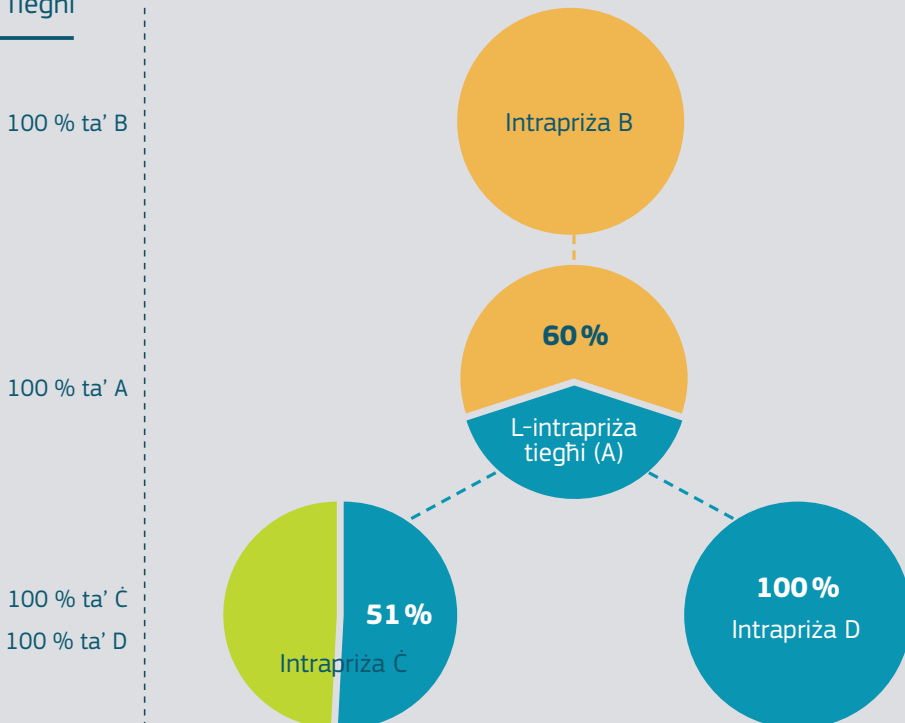 tiegħi
100 % ta' B
Intrapriża B
60 %
100 % ta' A
L-intrapriża
tiegħi (A)
100 % ta' Ċ
100 % ta' D
51 %
Intrapriża Ċ
100 %
Intrapriża D